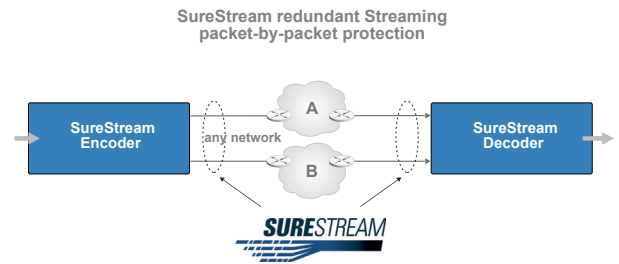 SureStream redundant Streaming
packet-by-packet protection
SureStream
Encoder
A
SureStream
Decoder
any network
B
SURESTREAM